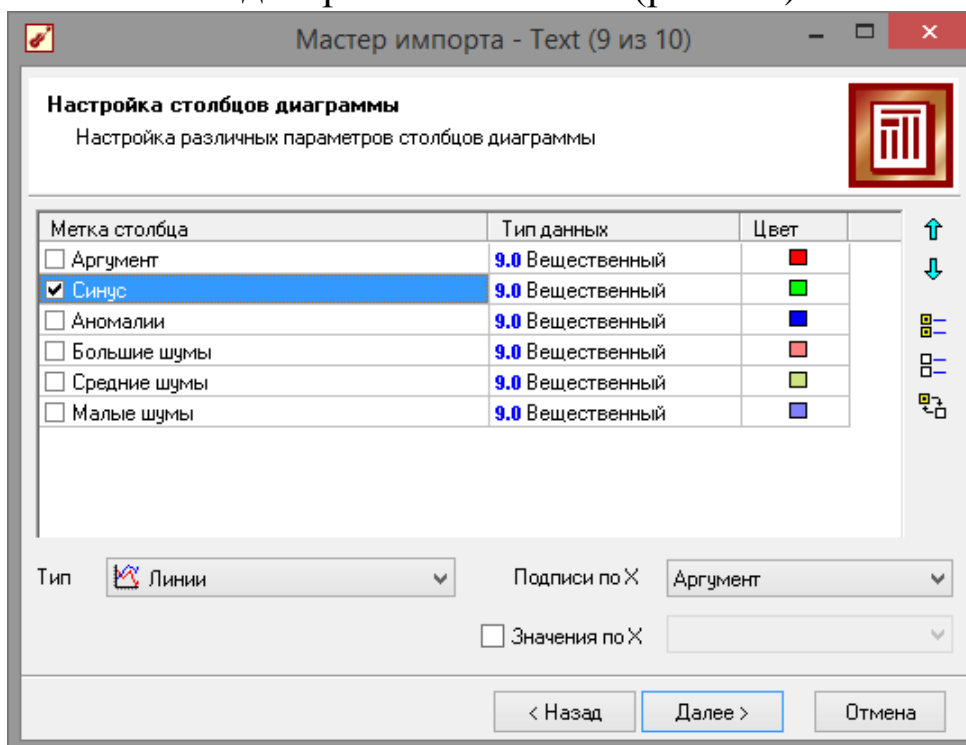 Мастер импорта - Text (9 из 10)
Настройка столбцов диаграммы
Настройка различных параметров столбцов диаграммы
Метка столбца Тип данных Цвет
Аргумент 9.0 Вещественный
Синус 9.0 Вещественный
Аномалии 9.0 Вещественный
Большие шумы 9.0 Вещественный
Средние шумы 9.0 Вещественный
Малые шумы 9.0 Вещественный
Тип Линии Подписи по X Аргумент
Значения по X
< Назад Далее > Отмена